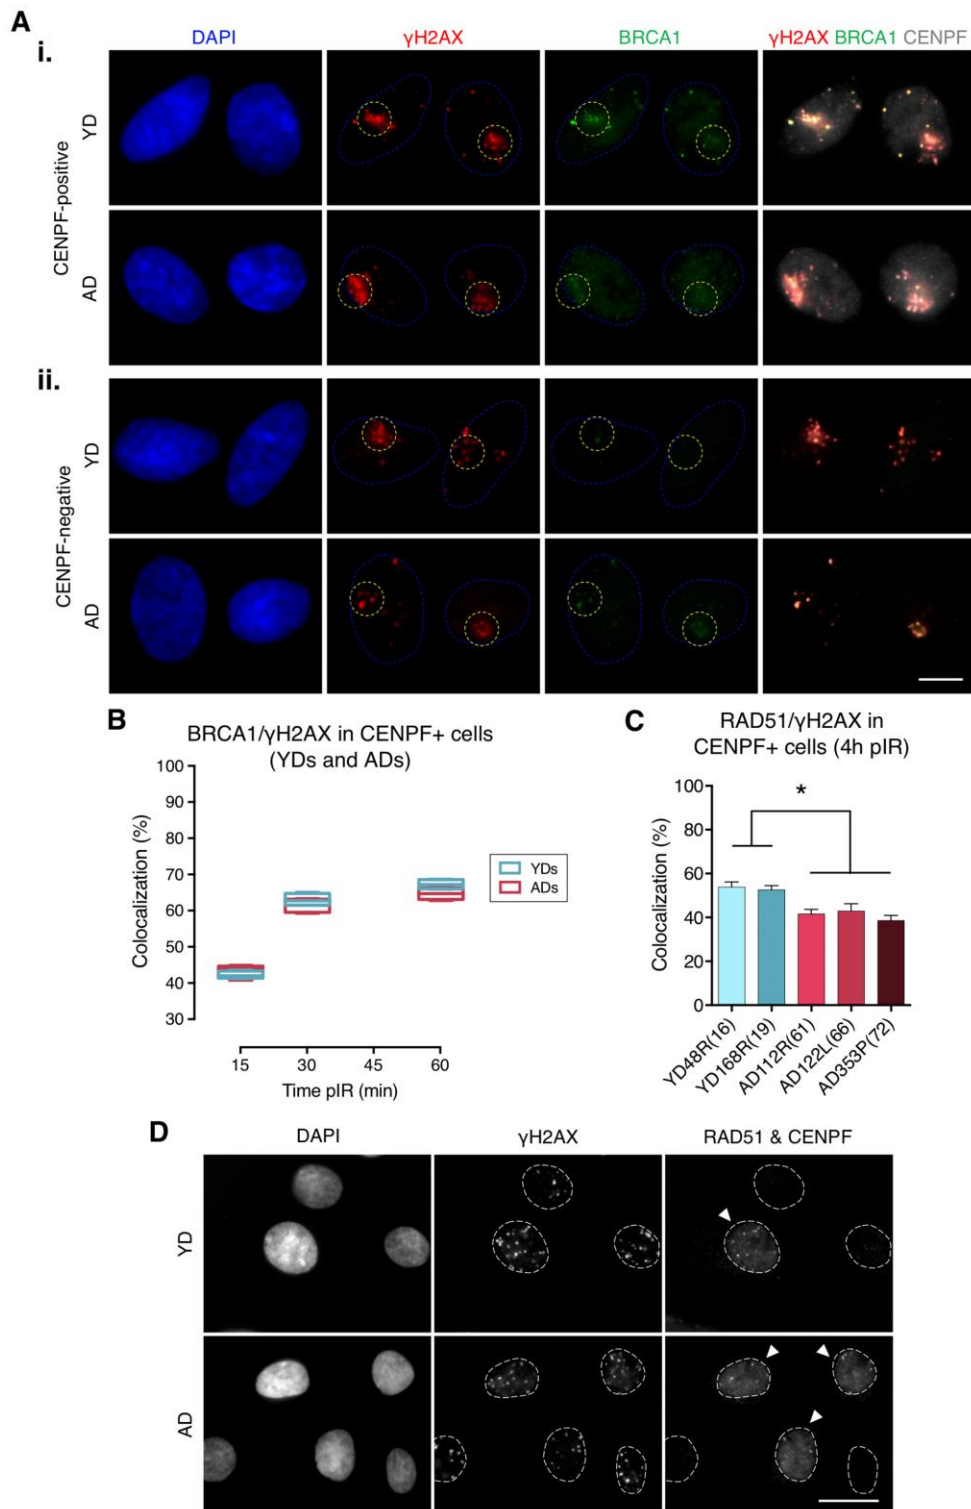 A
DAPI γH2AX BRCA1 γH2AX BRCA1 CENPF
i.
CENPF-positive
YD
AD
ii.
CENPF-negative
YD
AD
B
BRCA1/γH2AX in CENPF+ cells
(YDs and ADs)
Colocalization (%)
100
90
80
70
60
50
40
30
YDs
ADs
15 30 45 60
Time pIR (min)
C
RAD51/γH2AX in
CENPF+ cells (4h pIR)
Colocalization (%)
100
80
60
40
20
0
*
YD48R(16)
YD168R(19)
AD112R(61)
AD122L(66)
AD353P(72)
D
DAPI γH2AX RAD51 & CENPF
YD
AD